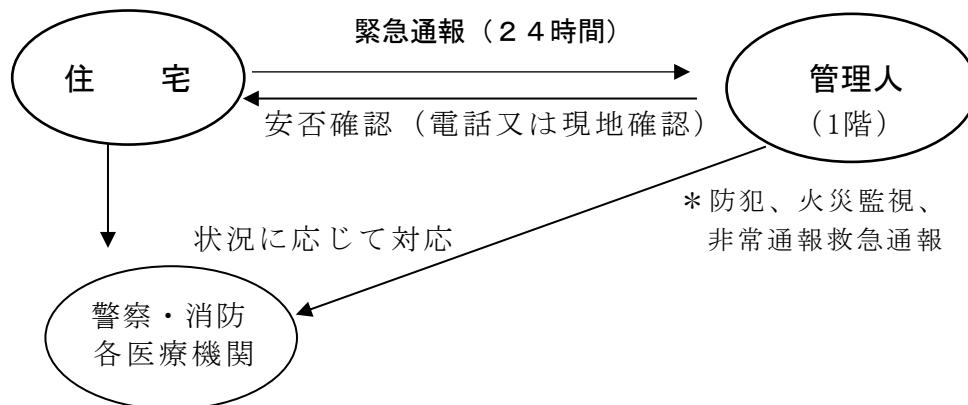 緊急通報（２４時間）
住　　宅
管理人
（1階）
安否確認（電話又は現地確認）
＊防犯、火災監視、
非常通報救急通報
状況に応じて対応
警察・消防
各医療機関